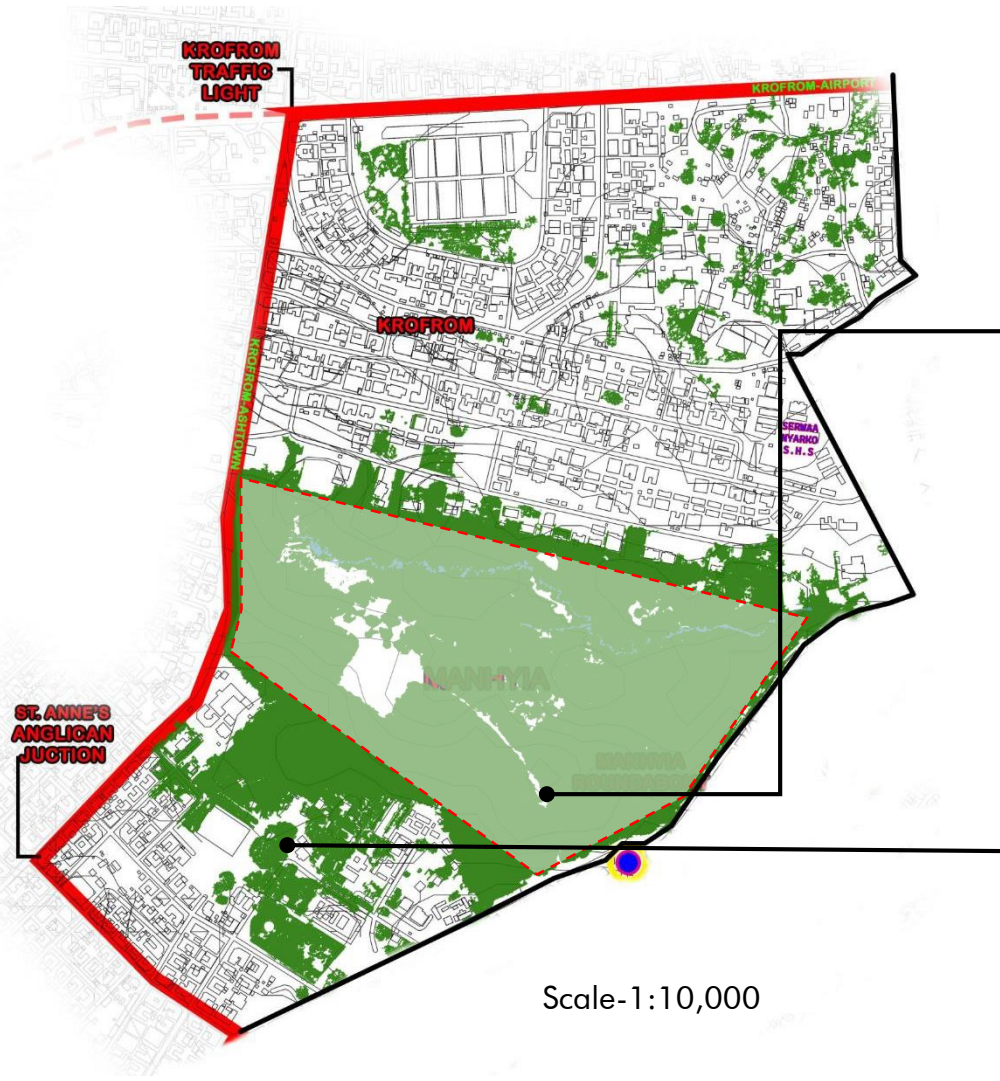 KROFROM
TRAFFIC
LIGHT
KROFROM-AIRPORT
KROFROM
KROFROM-ASHTOWN
SERWAA
NYARKO
S.H.S
MANHYIA
MANHYIA
ST. ANNE'S
ANGLICAN
JUCTION
Scale-1:10,000